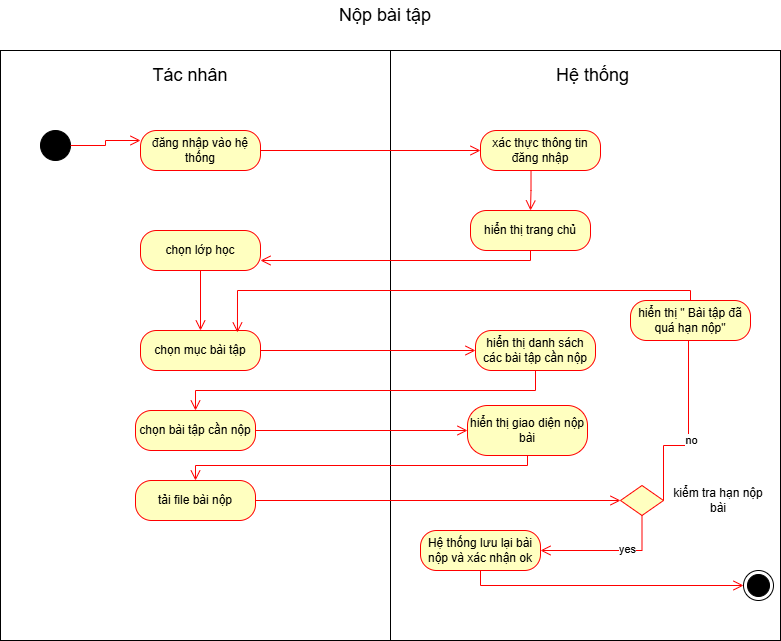 Nộp bài tập
Tác nhân
Hệ thống
đăng nhập vào hệ
thống
xác thực thông tin
đăng nhập
hiển thị trang chủ
chọn lớp học
hiển thị " Bải tập đã
quá hạn nộp"
chọn mục bài tập
hiển thị danh sách
các bài tập cần nộp
chọn bài tập cần nộp
hiển thị giao diện nộp
bài
no
tải file bài nộp
kiểm tra hạn nộp
bài
Hệ thống lưu lại bài
nộp và xác nhận ok
yes